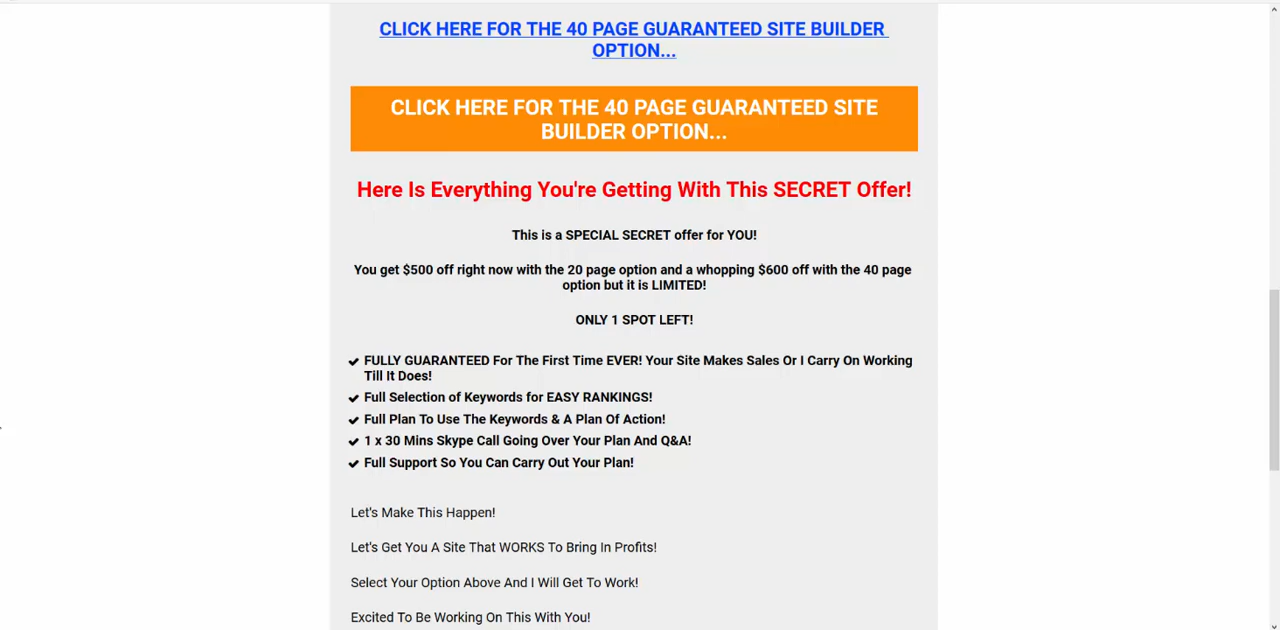 CLICK HERE FOR THE 40 PAGE GUARANTEED SITE BUILDER
OPTION...
CLICK HERE FOR THE 40 PAGE GUARANTEED SITE
BUILDER OPTION...
Here Is Everything You're Getting With This SECRET Offer!
This is a SPECIAL SECRET offer for YOU!
You get $500 off right now with the 20 page option and a whopping $600 off with the 40 page
option but it is LIMITED!
ONLY 1 SPOT LEFT!
FULLY GUARANTEED For The First Time EVER! Your Site Makes Sales Or I Carry On Working
Till It Does!
Full Selection of Keywords for EASY RANKINGS!
Full Plan To Use The Keywords & A Plan Of Action!
1 x 30 Mins Skype Call Going Over Your Plan And Q&A!
Full Support So You Can Carry Out Your Plan!
Let's Make This Happen!
Let's Get You A Site That WORKS To Bring In Profits!
Select Your Option Above And I Will Get To Work!
Excited To Be Working On This With You!